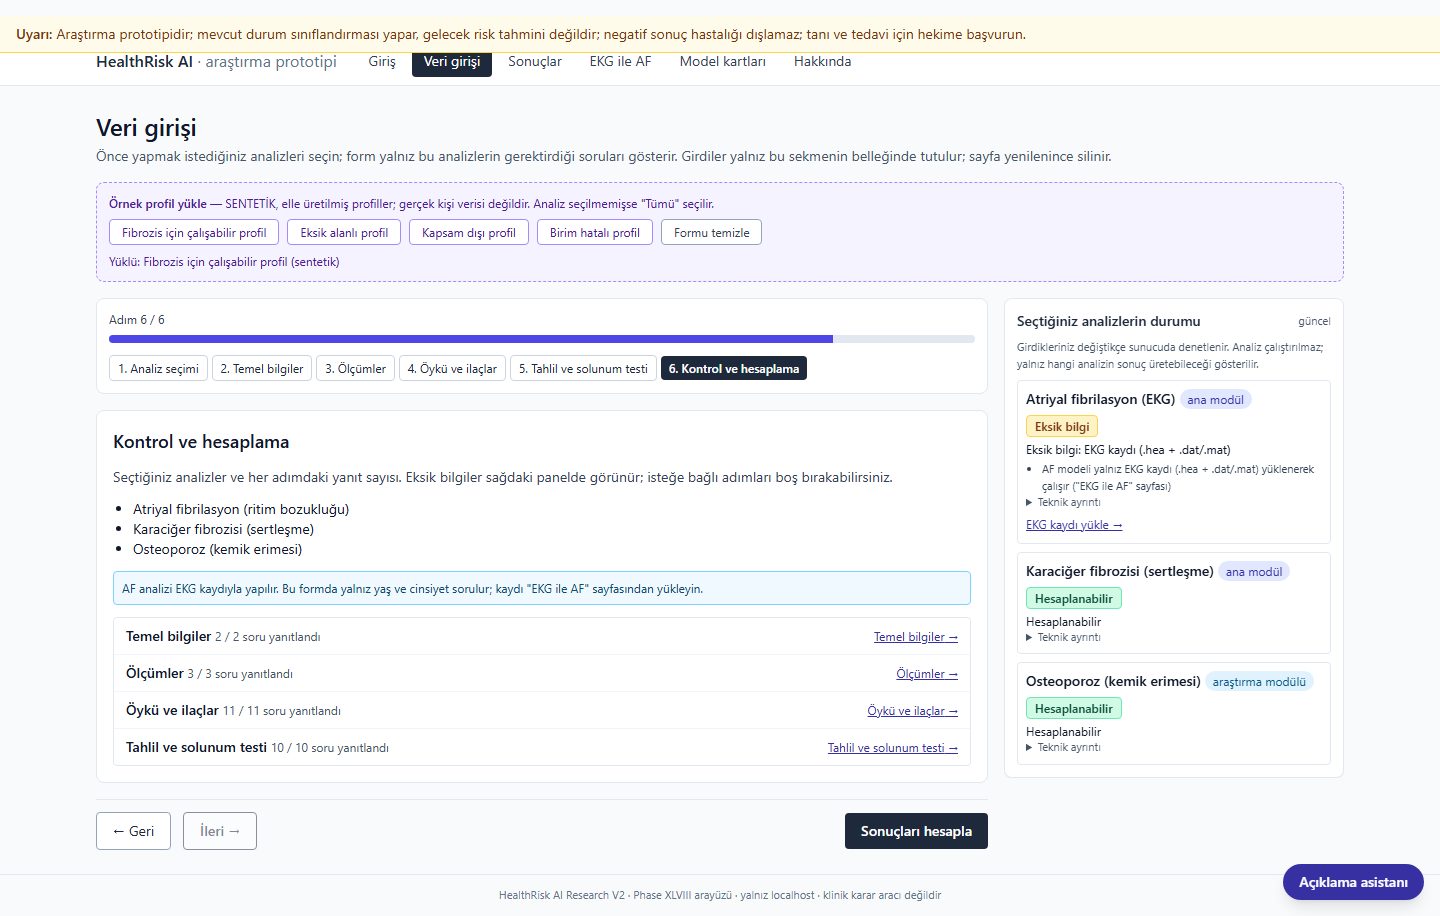 Uyarı: Araştırma prototipidir; mevcut durum sınıflandırması yapar, gelecek risk tahmini değildir; negatif sonuç hastalığı dışlamaz; tanı ve tedavi için hekime başvurun.
HealthRisk AI · araştırma prototipi
Giriş
Veri girişi
Sonuçlar
EKG ile AF
Model kartları
Hakkında
Veri girişi
Önce yapmak istediğiniz analizleri seçin; form yalnız bu analizlerin gerektirdiği soruları gösterir. Girdiler yalnız bu sekmenin belleğinde tutulur; sayfa yenilenince silinir.
Örnek profil yükle — SENTETİK, elle üretilmiş profiller; gerçek kişi verisi değildir. Analiz seçilmemişse "Tümü" seçilir.
Fibrozis için çalışabilir profil
Eksik alanlı profil
Kapsam dışı profil
Birim hatalı profil
Formu temizle
Yüklü: Fibrozis için çalışabilir profil (sentetik)
Adım 6 / 6
1. Analiz seçimi
2. Temel bilgiler
3. Ölçümler
4. Öykü ve ilaçlar
5. Tahlil ve solunum testi
6. Kontrol ve hesaplama
Kontrol ve hesaplama
Seçtiğiniz analizler ve her adımdaki yanıt sayısı. Eksik bilgiler sağdaki panelde görünür; isteğe bağlı adımları boş bırakabilirsiniz.
• Atriyal fibrilasyon (ritim bozukluğu)
• Karaciğer fibrozisi (sertleşme)
• Osteoporoz (kemik erimesi)
AF analizi EKG kaydıyla yapılır. Bu formda yalnız yaş ve cinsiyet sorulur; kaydı "EKG ile AF" sayfasından yükleyin.
Temel bilgiler 2 / 2 soru yanıtlandı
Temel bilgiler →
Ölçümler 3 / 3 soru yanıtlandı
Ölçümler →
Öykü ve ilaçlar 11 / 11 soru yanıtlandı
Öykü ve ilaçlar →
Tahlil ve solunum testi 10 / 10 soru yanıtlandı
Tahlil ve solunum testi →
← Geri
İleri →
Sonuçları hesapla
Seçtiğiniz analizlerin durumu
güncel
Girdikleriniz değiştikçe sunucuda denetlenir. Analiz çalıştırılmaz;
yalnız hangi analizin sonuç üretebileceği gösterilir.
Atriyal fibrilasyon (EKG) ana modül
Eksik bilgi
Eksik bilgi: EKG kaydı (.hea + .dat/.mat)
• AF modeli yalnız EKG kaydı (.hea + .dat/.mat) yüklenerek
çalışır ("EKG ile AF" sayfası)
▶ Teknik ayrıntı
EKG kaydı yükle →
Karaciğer fibrozisi (sertleşme) ana modül
Hesaplanabilir
Hesaplanabilir
▶ Teknik ayrıntı
Osteoporoz (kemik erimesi) araştırma modülü
Hesaplanabilir
Hesaplanabilir
▶ Teknik ayrıntı
HealthRisk AI Research V2 · Phase XLVIII arayüzü · yalnız localhost · klinik karar aracı değildir
Açıklama asistanı